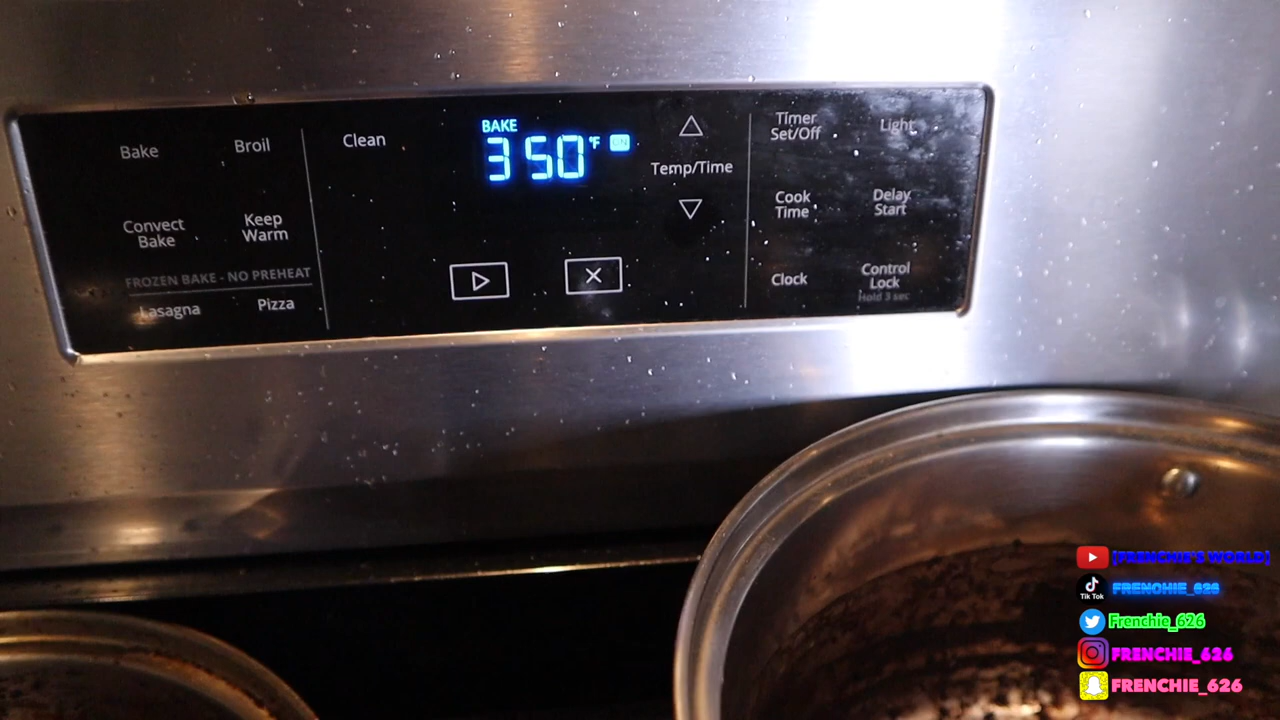 Bake
Broil
Clean
Convect
Bake
Keep
Warm
FROZEN BAKE - NO PREHEAT
Lasagna
Pizza
BAKE
350°F ON
Temp/Time
Timer
Set/Off
Light
Cook
Time
Delay
Start
Clock
Control
Lock
Hold 3 sec
[FRENCHIE'S WORLD]
Tik Tok
FRENCHIE_626
Frenchie_626
FRENCHIE_626
FRENCHIE_626